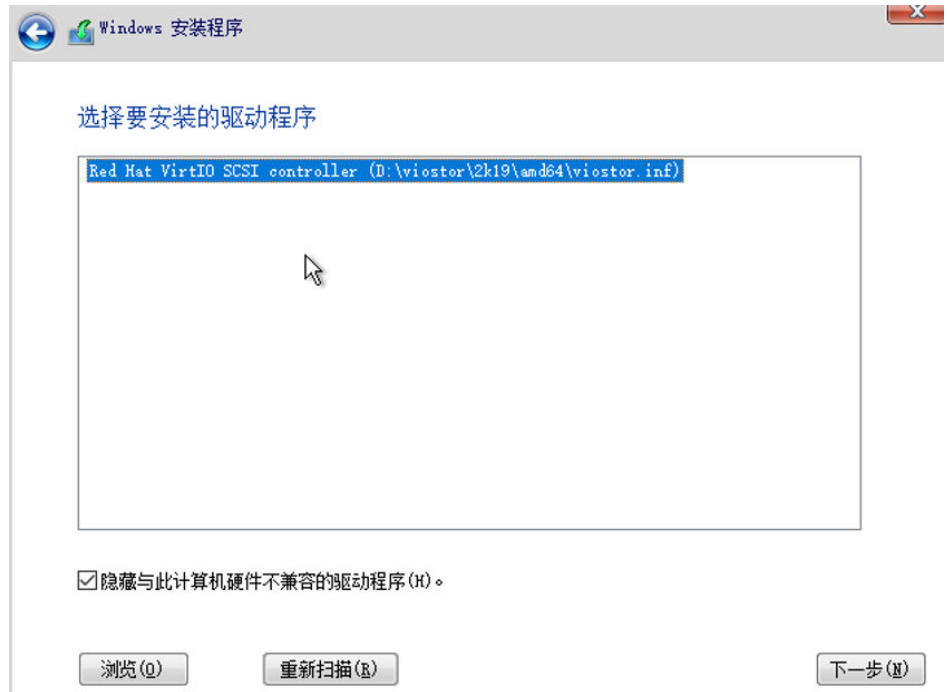 Windows 安装程序
选择要安装的驱动程序
Red Hat VirtIO SCSI controller (D:\viostor\2k19\amd64\viostor.inf)
隐藏与此计算机硬件不兼容的驱动程序(H)。
浏览(O)
重新扫描(R)
下一步(N)